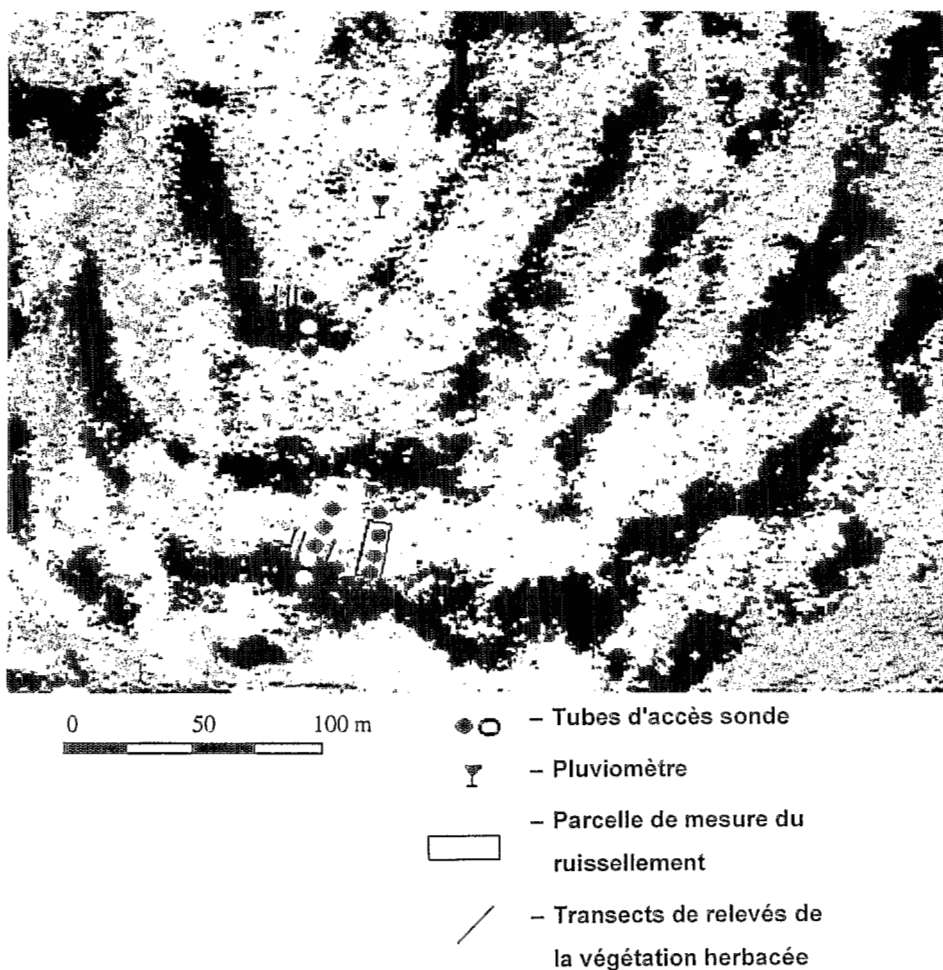 0 50 100 m
– Tubes d'accès sonde
– Pluviomètre
– Parcelle de mesure du
ruissellement
– Transects de relevés de
la végétation herbacée